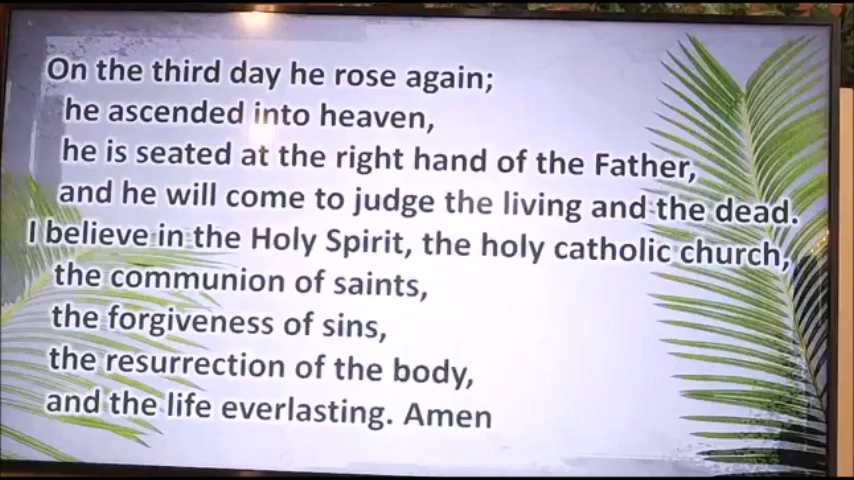 On the third day he rose again;
he ascended into heaven,
he is seated at the right hand of the Father,
and he will come to judge the living and the dead.
I believe in the Holy Spirit, the holy catholic church,
the communion of saints,
the forgiveness of sins,
the resurrection of the body,
and the life everlasting. Amen